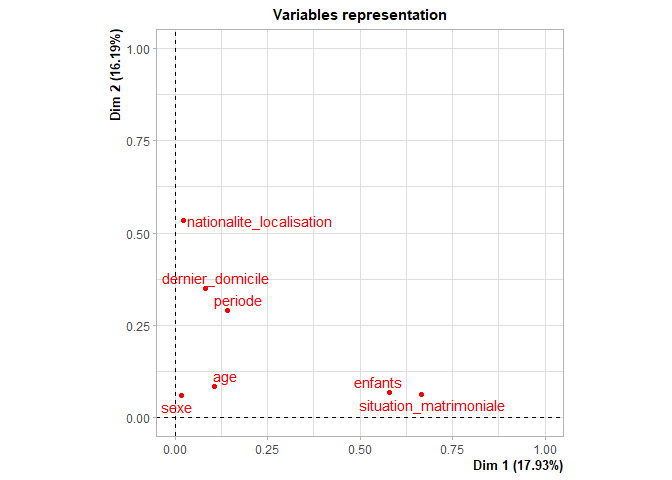 Variables representation
Dim 2 (16.19%)
1.00
0.75
0.50
0.25
0.00
nationalite_localisation
dernier_domicile
periode
age
sexe
enfants
situation_matrimoniale
0.00
0.25
0.50
0.75
1.00
Dim 1 (17.93%)